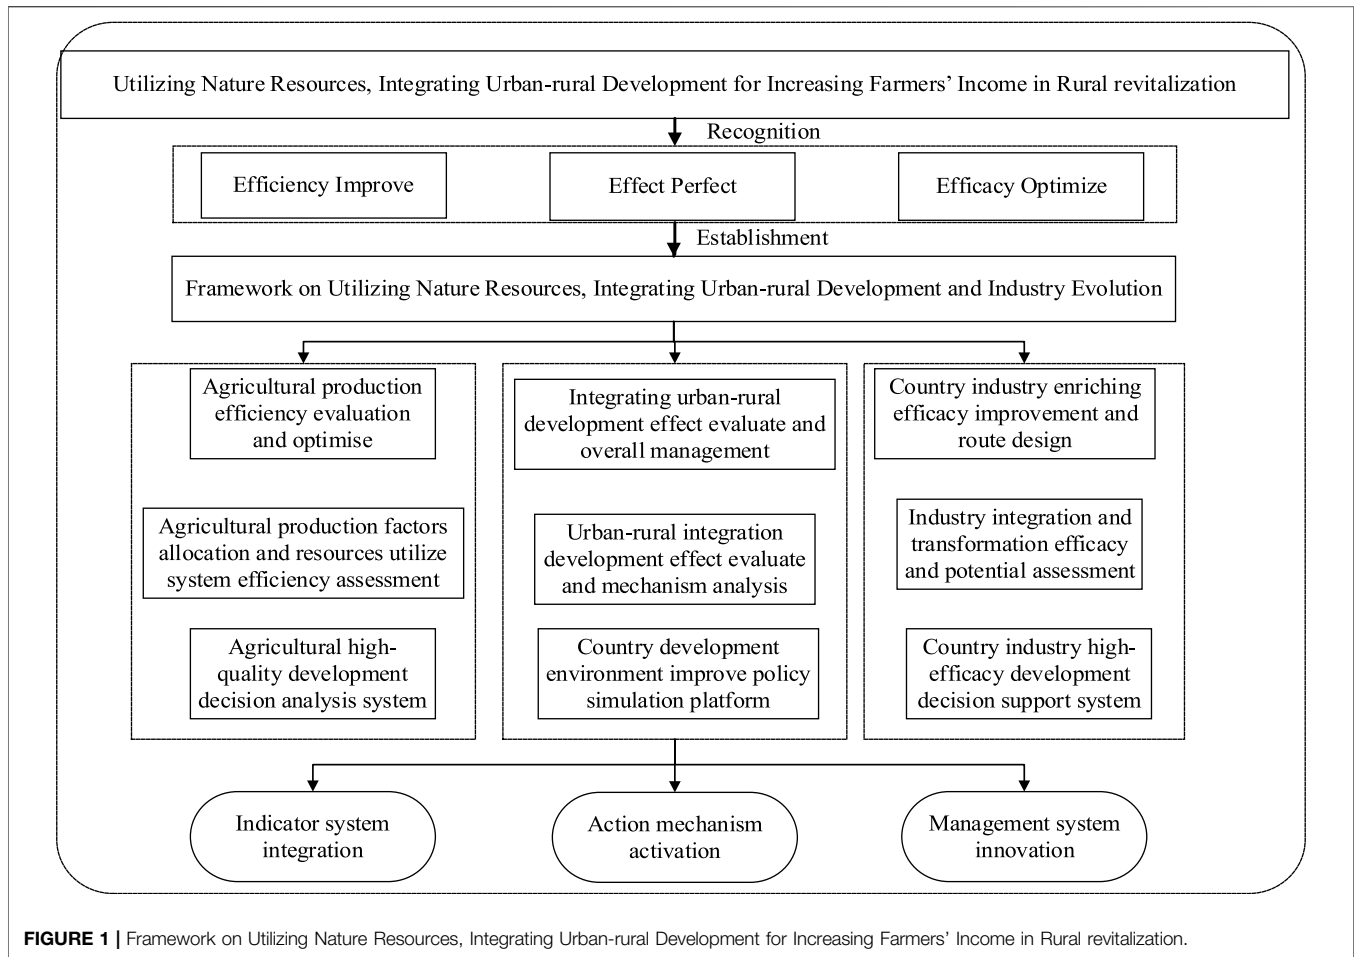 Utilizing Nature Resources, Integrating Urban-rural Development for Increasing Farmers’ Income in Rural revitalization
Recognition
Efficiency Improve
Effect Perfect
Efficacy Optimize
Establishment
Framework on Utilizing Nature Resources, Integrating Urban-rural Development and Industry Evolution
Agricultural production
efficiency evaluation
and optimise
Integrating urban-rural
development effect evaluate and
overall management
Country industry enriching
efficacy improvement and
route design
Agricultural production factors
allocation and resources utilize
system efficiency assessment
Urban-rural integration
development effect evaluate
and mechanism analysis
Industry integration and
transformation efficacy
and potential assessment
Agricultural high-
quality development
decision analysis system
Country development
environment improve policy
simulation platform
Country industry high-
efficacy development
decision support system
Indicator system
integration
Action mechanism
activation
Management system
innovation
FIGURE 1 | Framework on Utilizing Nature Resources, Integrating Urban-rural Development for Increasing Farmers’ Income in Rural revitalization.